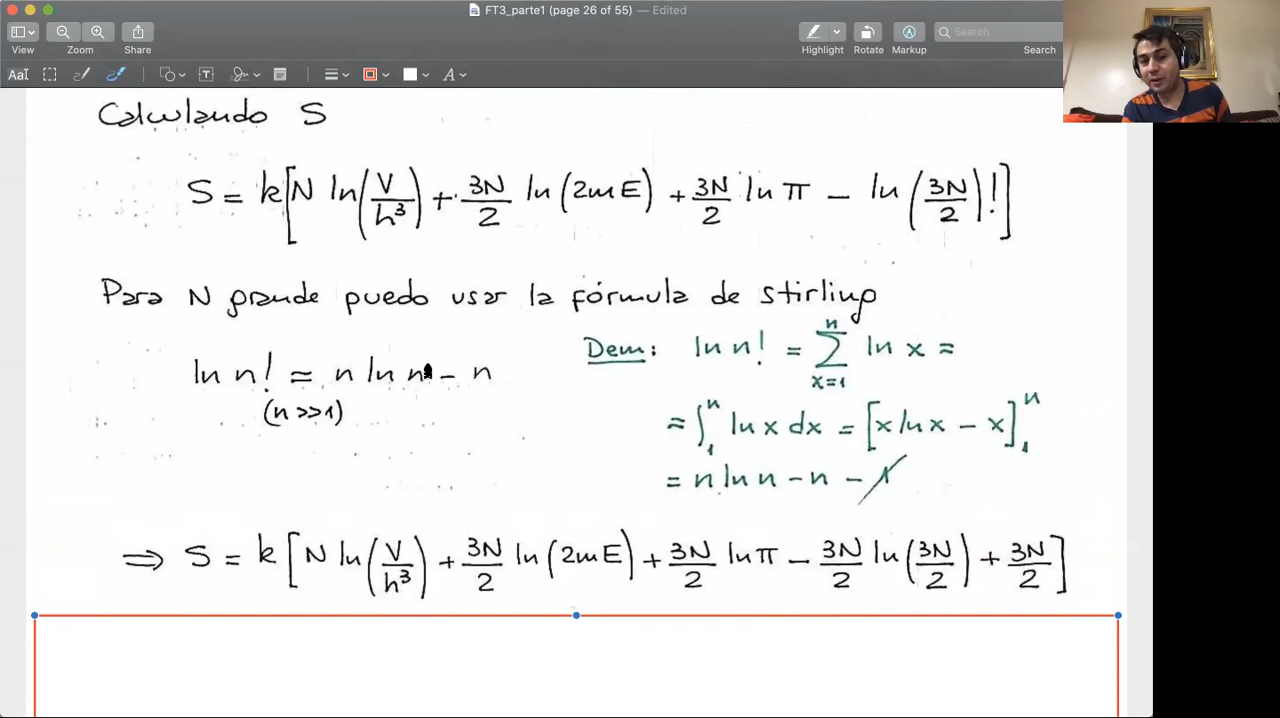 FT3_parte1 (page 26 of 55) — Edited
View Zoom Share Highlight Rotate Markup Search
Search
AaI T A
Calculando S
S = k[N ln(V/h³) + 3N/2 ln(2mE) + 3N/2 ln π − ln(3N/2)!]
Para N grande puedo usar la fórmula de stirling
ln n! ≈ n ln n − n
(n >> 1)
Dem: ln n! = ∑_{x=1}^{n} ln x ≈
≈ ∫_1^n ln x dx = [x ln x − x]_1^n
= n ln n − n − 1
⇒ S = k[N ln(V/h³) + 3N/2 ln(2mE) + 3N/2 ln π − 3N/2 ln(3N/2) + 3N/2]